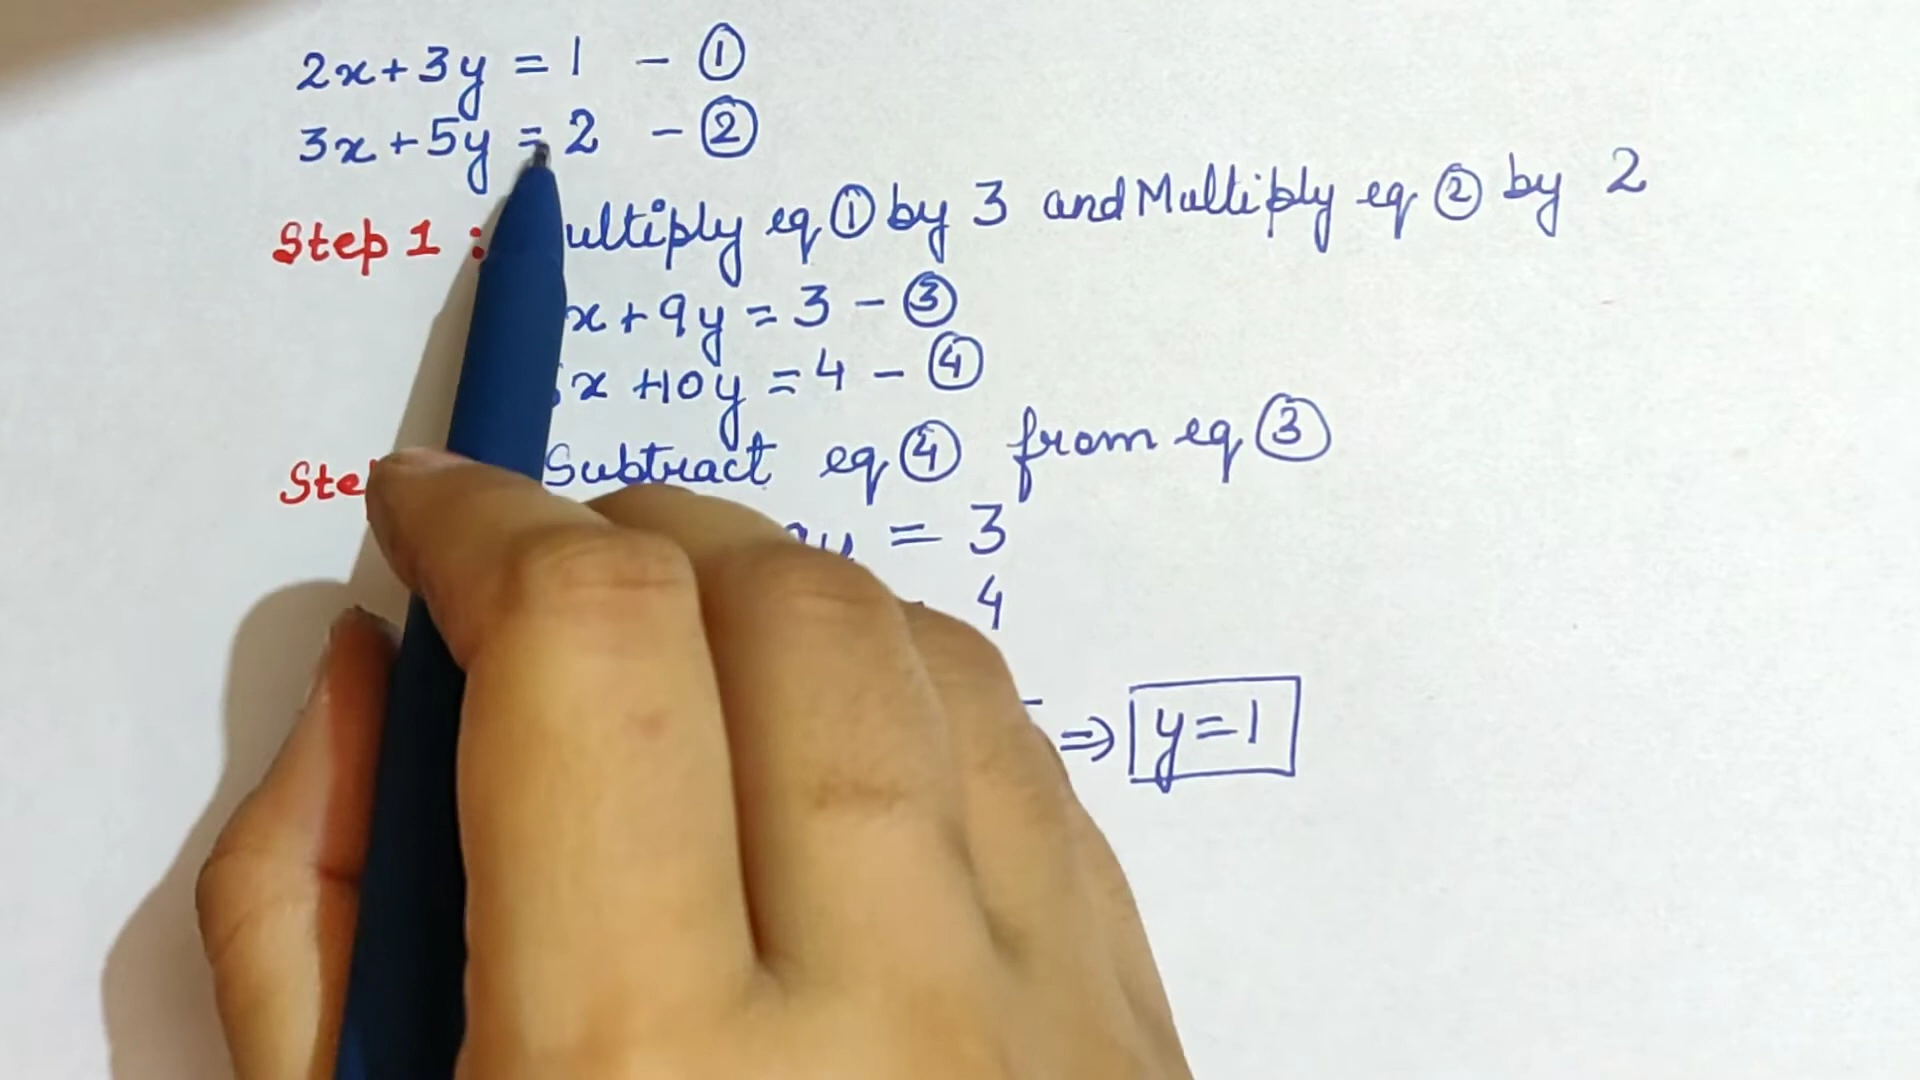 2x+3y = 1 - ①
3x+5y = 2 - ②
Step 1 : ultiply eq ① by 3 and Multiply eq ② by 2
x + 9y = 3 - ③
x +10y = 4 - ④
Ste Subtract eq ④ from eq ③
9y = 3
4
⇒ y=1